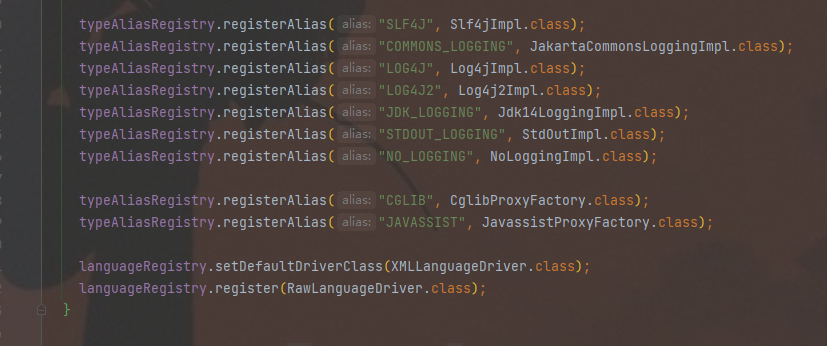 typeAliasRegistry.registerAlias( alias: "SLF4J", Slf4jImpl.class);
typeAliasRegistry.registerAlias( alias: "COMMONS_LOGGING", JakartaCommonsLoggingImpl.class);
typeAliasRegistry.registerAlias( alias: "LOG4J", Log4jImpl.class);
typeAliasRegistry.registerAlias( alias: "LOG4J2", Log4j2Impl.class);
typeAliasRegistry.registerAlias( alias: "JDK_LOGGING", Jdk14LoggingImpl.class);
typeAliasRegistry.registerAlias( alias: "STDOUT_LOGGING", StdOutImpl.class);
typeAliasRegistry.registerAlias( alias: "NO_LOGGING", NoLoggingImpl.class);
typeAliasRegistry.registerAlias( alias: "CGLIB", CglibProxyFactory.class);
typeAliasRegistry.registerAlias( alias: "JAVASSIST", JavassistProxyFactory.class);
languageRegistry.setDefaultDriverClass(XMLLanguageDriver.class);
languageRegistry.register(RawLanguageDriver.class);
}